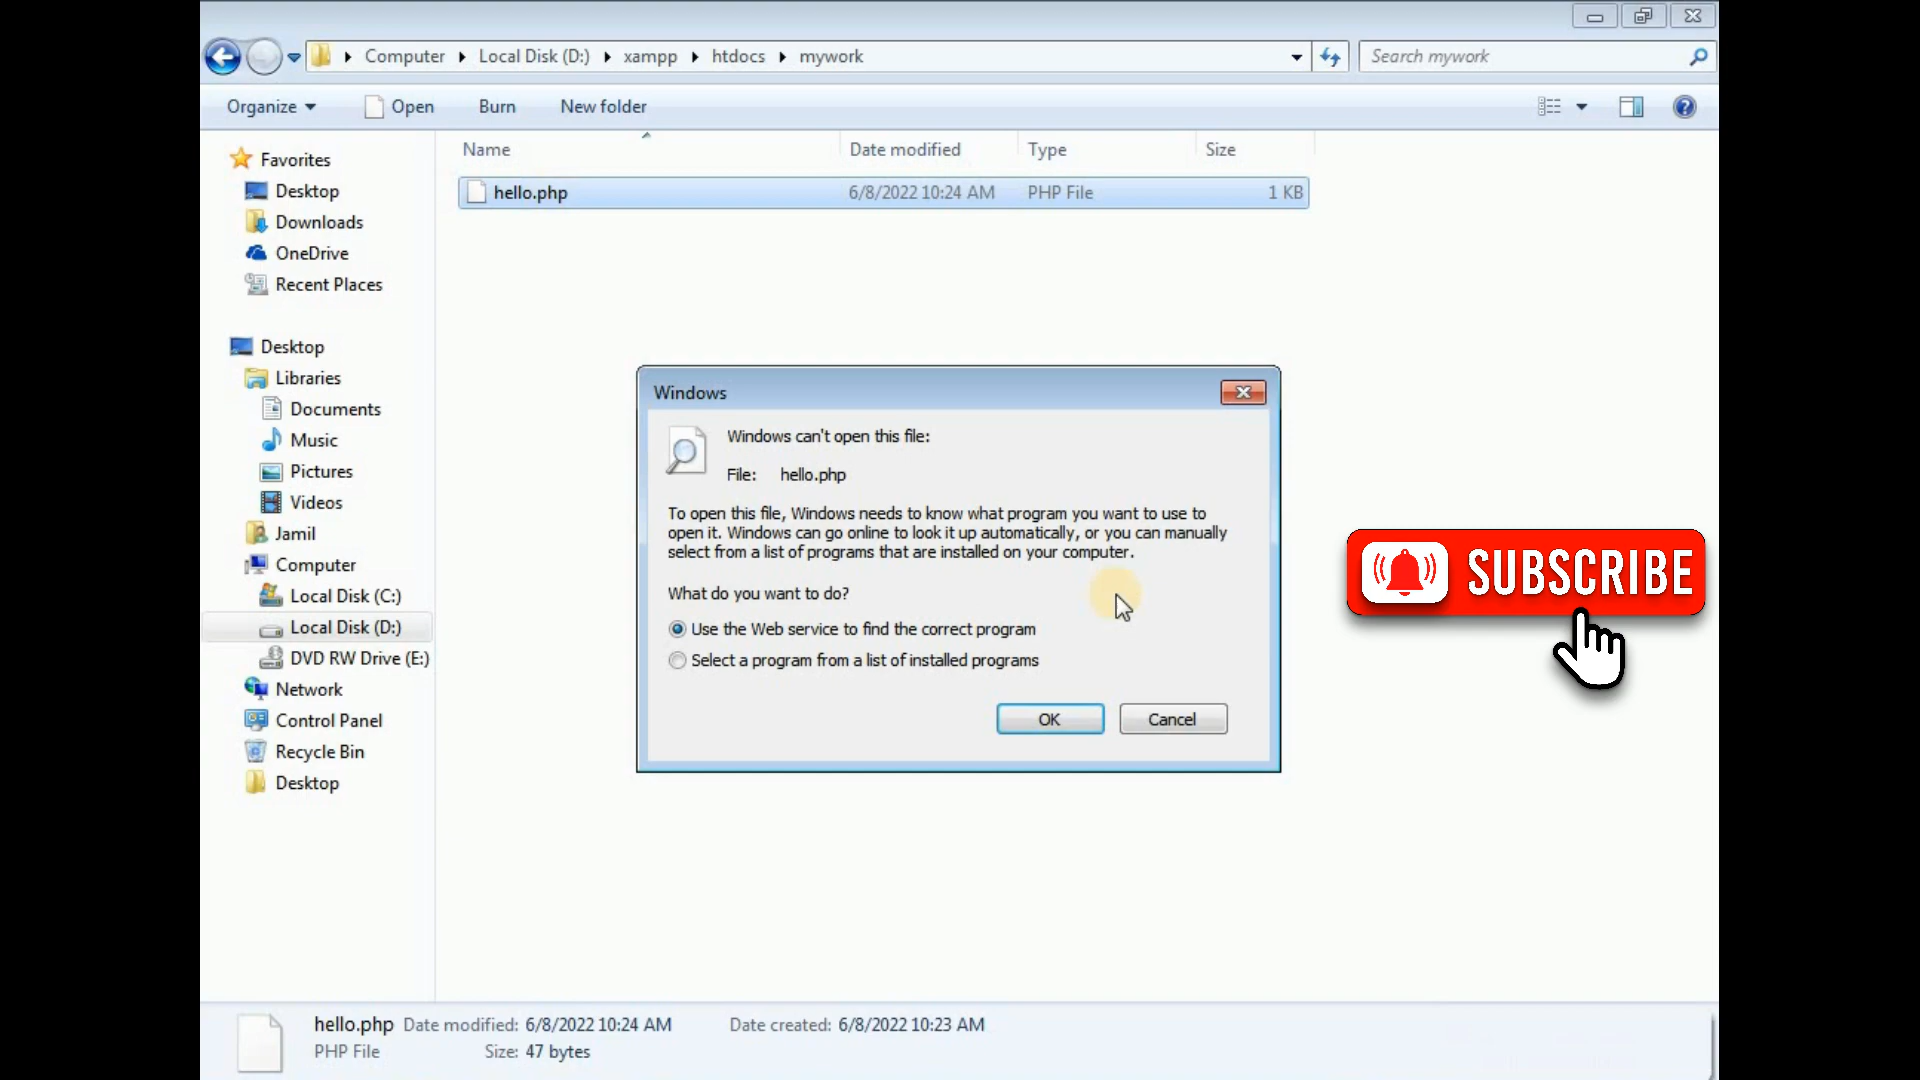 Computer Local Disk (D:) xampp htdocs mywork
Search mywork
Organize Open Burn New folder
Name Date modified Type Size
hello.php 6/8/2022 10:24 AM PHP File 1 KB
Favorites
Desktop
Downloads
OneDrive
Recent Places
Desktop
Libraries
Documents
Music
Pictures
Videos
Jamil
Computer
Local Disk (C:)
Local Disk (D:)
DVD RW Drive (E:)
Network
Control Panel
Recycle Bin
Desktop
Windows
Windows can't open this file:
File: hello.php
To open this file, Windows needs to know what program you want to use to
open it. Windows can go online to look it up automatically, or you can manually
select from a list of programs that are installed on your computer.
What do you want to do?
Use the Web service to find the correct program
Select a program from a list of installed programs
OK Cancel
SUBSCRIBE
hello.php Date modified: 6/8/2022 10:24 AM Date created: 6/8/2022 10:23 AM
PHP File Size: 47 bytes